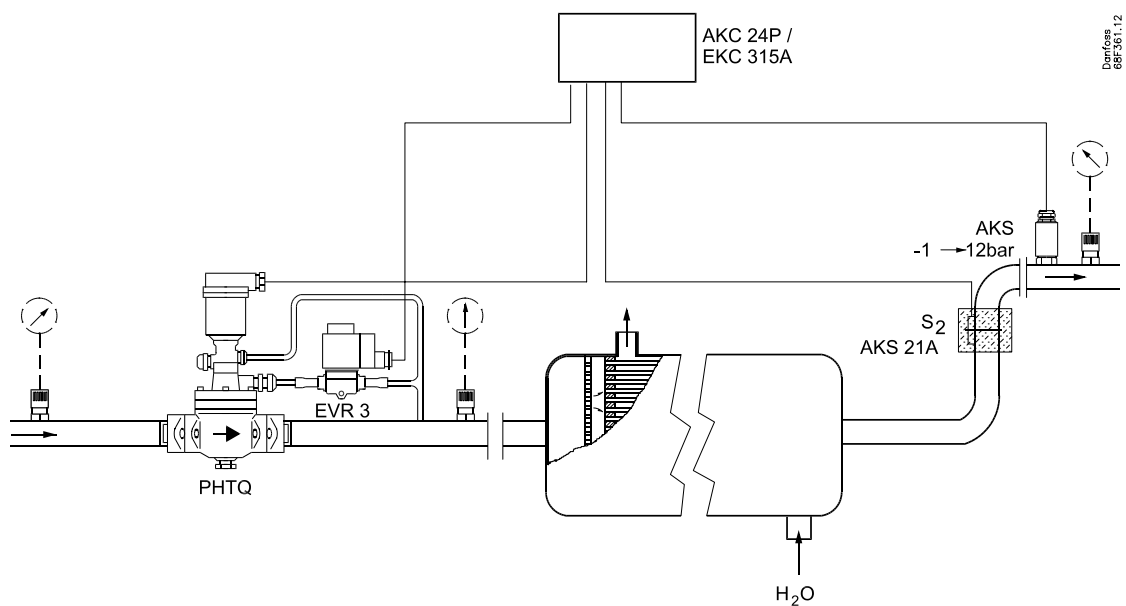 AKC 24P /
EKC 315A
Danfoss
68F361.12
AKS
-1 →12bar
S₂
AKS 21A
EVR 3
PHTQ
H₂O